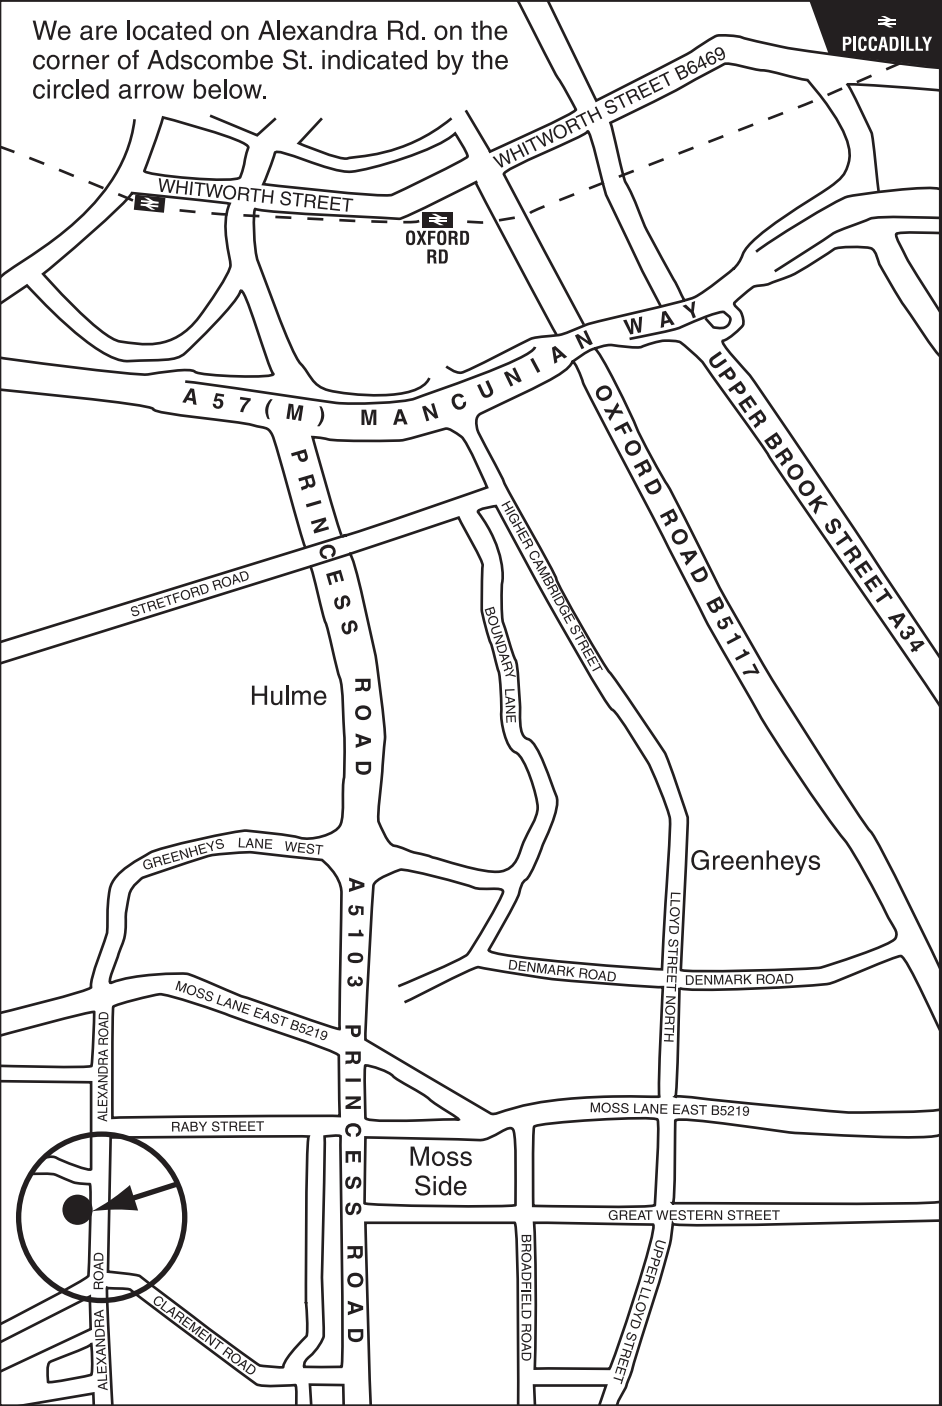 We are located on Alexandra Rd. on the
corner of Adscombe St. indicated by the
circled arrow below.
PICCADILLY
WHITWORTH STREET B6469
WHITWORTH STREET
OXFORD
RD
A57(M) MANCUNIAN WAY
UPPER BROOK STREET A34
OXFORD ROAD B5117
PRINCESS ROAD
HIGHER CAMBRIDGE STREET
STRETFORD ROAD
BOUNDARY LANE
Hulme
GREENHEYS LANE WEST
Greenheys
A5103 PRINCESS ROAD
LLOYD STREET NORTH
DENMARK ROAD
DENMARK ROAD
MOSS LANE EAST B5219
ALEXANDRA ROAD
MOSS LANE EAST B5219
RABY STREET
Moss
Side
GREAT WESTERN STREET
BROADFIELD ROAD
UPPER LLOYD STREET
ALEXANDRA ROAD
CLAREMENT ROAD